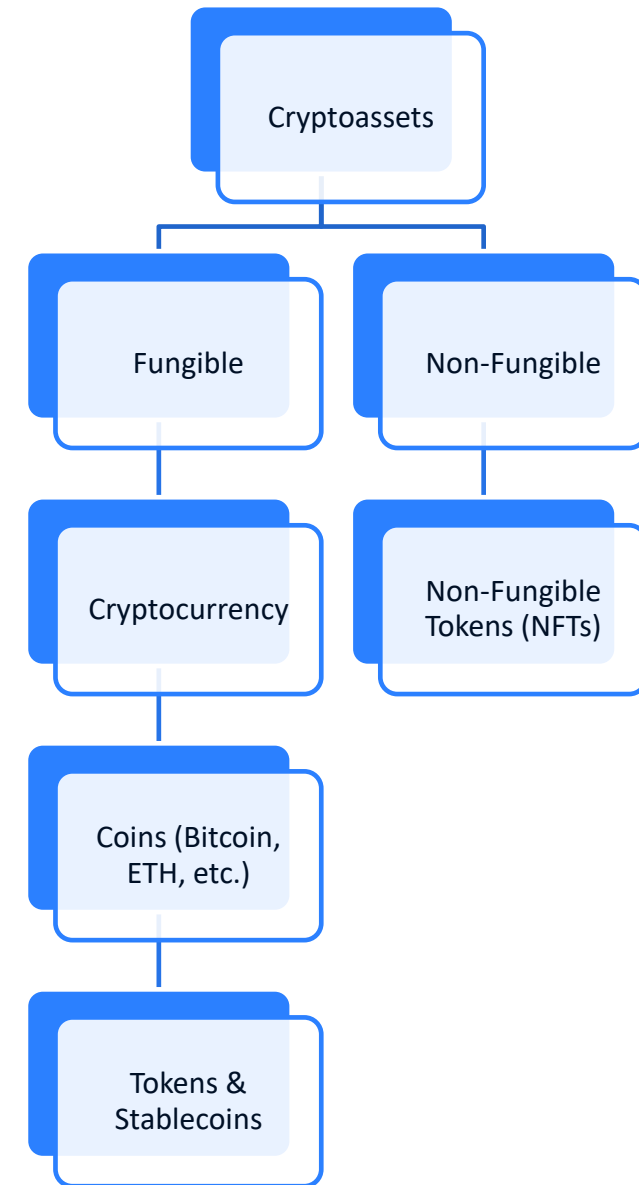 Cryptoassets
Fungible
Non-Fungible
Cryptocurrency
Non-Fungible
Tokens (NFTs)
Coins (Bitcoin,
ETH, etc.)
Tokens &
Stablecoins